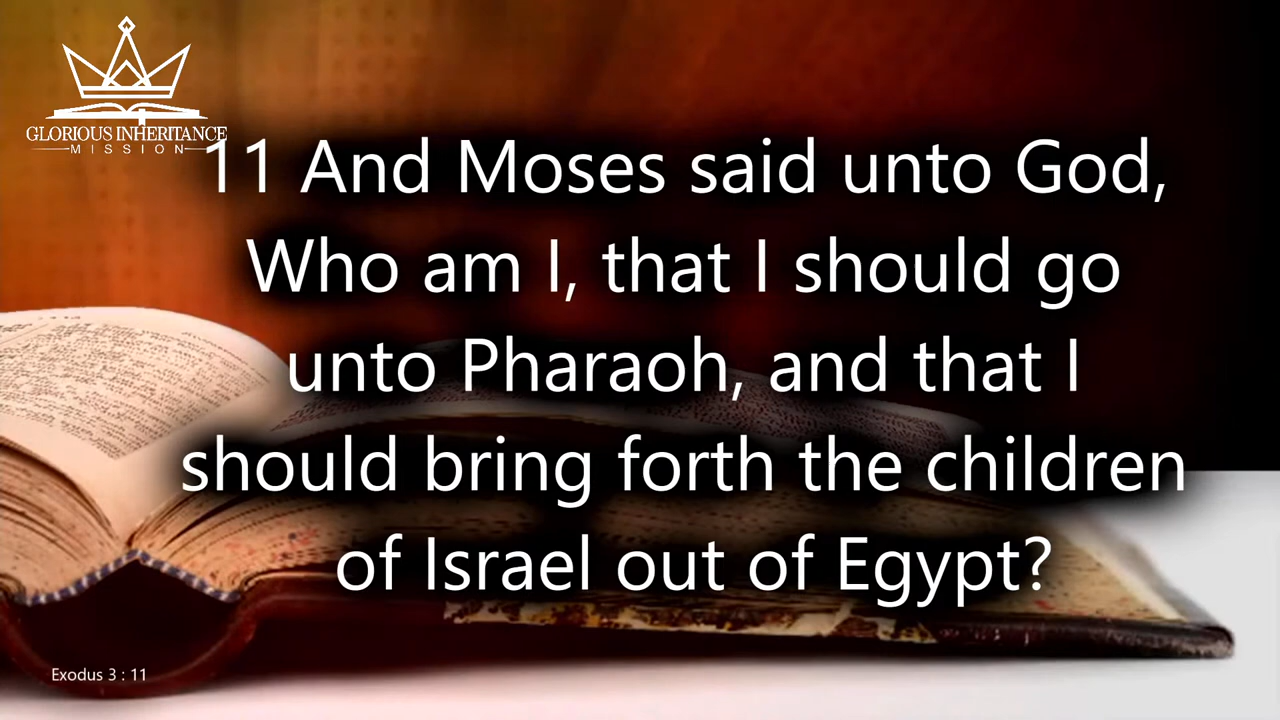 GLORIOUS INHERITANCE
MISSION
11 And Moses said unto God,
Who am I, that I should go
unto Pharaoh, and that I
should bring forth the children
of Israel out of Egypt?
Exodus 3 : 11